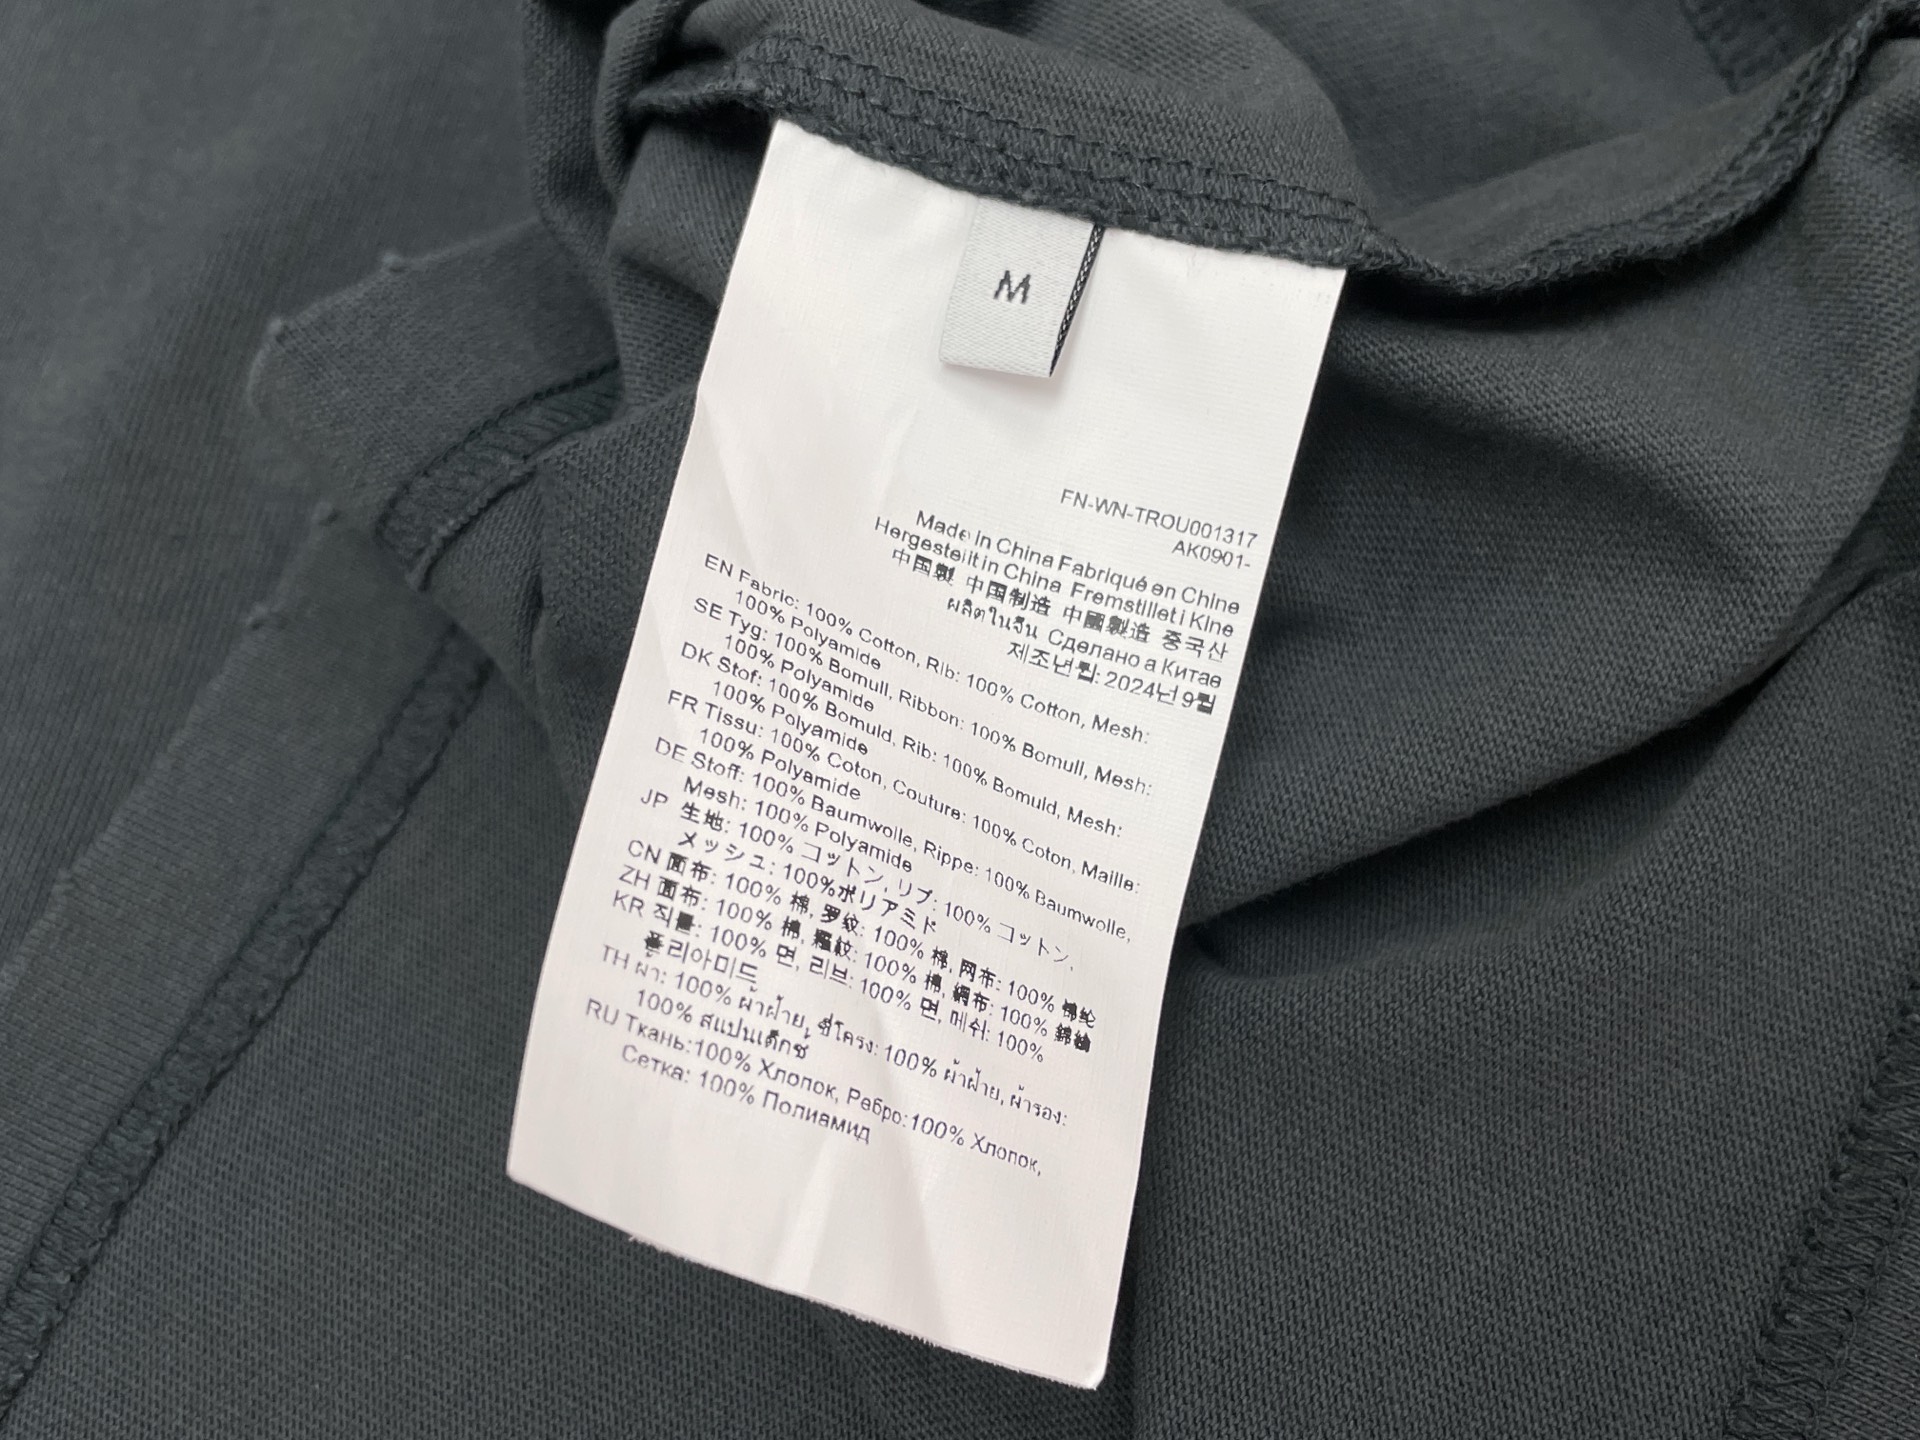 M
FN-WN-TROU001317
AK0901-
Made in China Fabriqué en Chine
Hergestellt in China Fremstillet i Kine
中国製 中国制造 中國製造 중국산
ผลิตในจีน Сделано в Китае
제조년월: 2024년 9월
EN Fabric: 100% Cotton, Rib: 100% Cotton, Mesh:
100% Polyamide
SE Tyg: 100% Bomull, Ribbon: 100% Bomull, Mesh:
100% Polyamide
DK Stof: 100% Bomuld, Rib: 100% Bomuld, Mesh:
100% Polyamide
FR Tissu: 100% Coton, Couture: 100% Coton, Maille:
100% Polyamide
DE Stoff: 100% Baumwolle, Rippe: 100% Baumwolle,
Mesh: 100% Polyamide
JP 生地: 100% コットン, リブ: 100% コットン,
メッシュ: 100%ポリアミド
CN 面布: 100% 棉, 罗纹: 100% 棉, 网布: 100% 锦纶
ZH 面布: 100% 棉, 羅紋: 100% 棉, 網布: 100% 錦綸
KR 직물: 100% 면, 리브: 100% 면, 메쉬: 100%
폴리아미드
TH ผ้า: 100% ผ้าฝ้าย, ซี่โครง: 100% ผ้าฝ้าย, ผ้ารอง:
100% สแปนเด็กซ์
RU Ткань:100% Хлопок, Ребро:100% Хлопок,
Сетка: 100% Полиамид